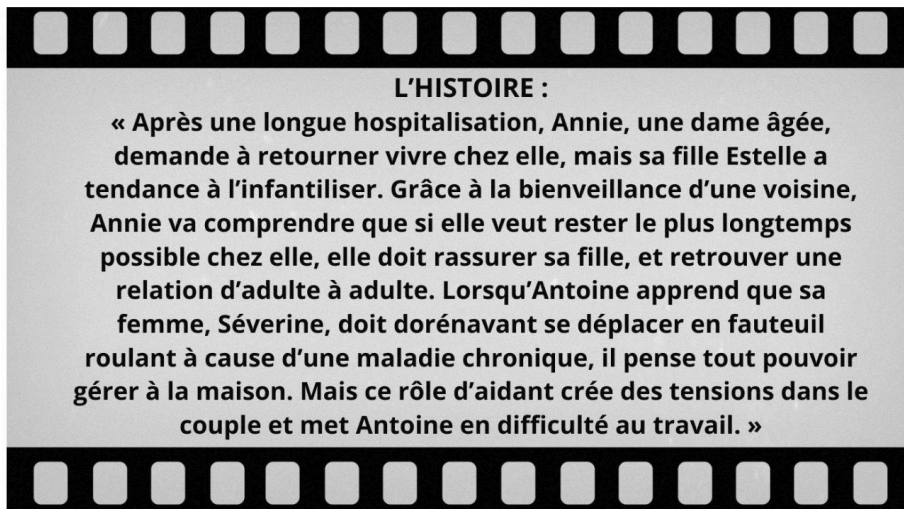 L’HISTOIRE :
« Après une longue hospitalisation, Annie, une dame âgée,
demande à retourner vivre chez elle, mais sa fille Estelle a
tendance à l’infantiliser. Grâce à la bienveillance d’une voisine,
Annie va comprendre que si elle veut rester le plus longtemps
possible chez elle, elle doit rassurer sa fille, et retrouver une
relation d’adulte à adulte. Lorsqu’Antoine apprend que sa
femme, Séverine, doit dorénavant se déplacer en fauteuil
roulant à cause d’une maladie chronique, il pense tout pouvoir
gérer à la maison. Mais ce rôle d’aidant crée des tensions dans le
couple et met Antoine en difficulté au travail. »